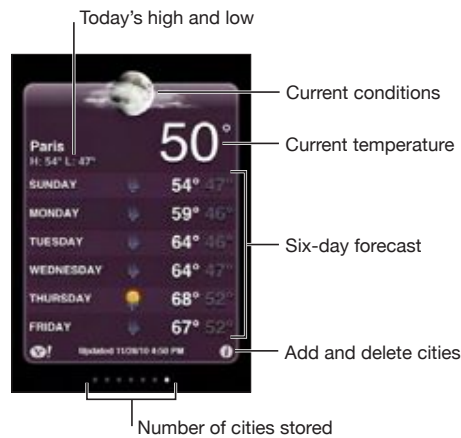 Today's high and low
Current conditions
50°
Current temperature
Paris
H: 54° L: 47°
SUNDAY 54° 47°
MONDAY 59° 46°
TUESDAY 64° 46°
Six-day forecast
WEDNESDAY 64° 47°
THURSDAY 68° 52°
FRIDAY 67° 52°
Y! Updated 11/28/10 4:50 PM i
Add and delete cities
Number of cities stored